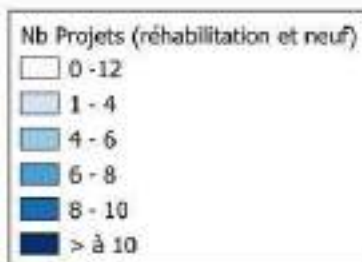 Nb Projets (réhabilitation et neuf)
0 -12
1 - 4
4 - 6
6 - 8
8 - 10
> à 10